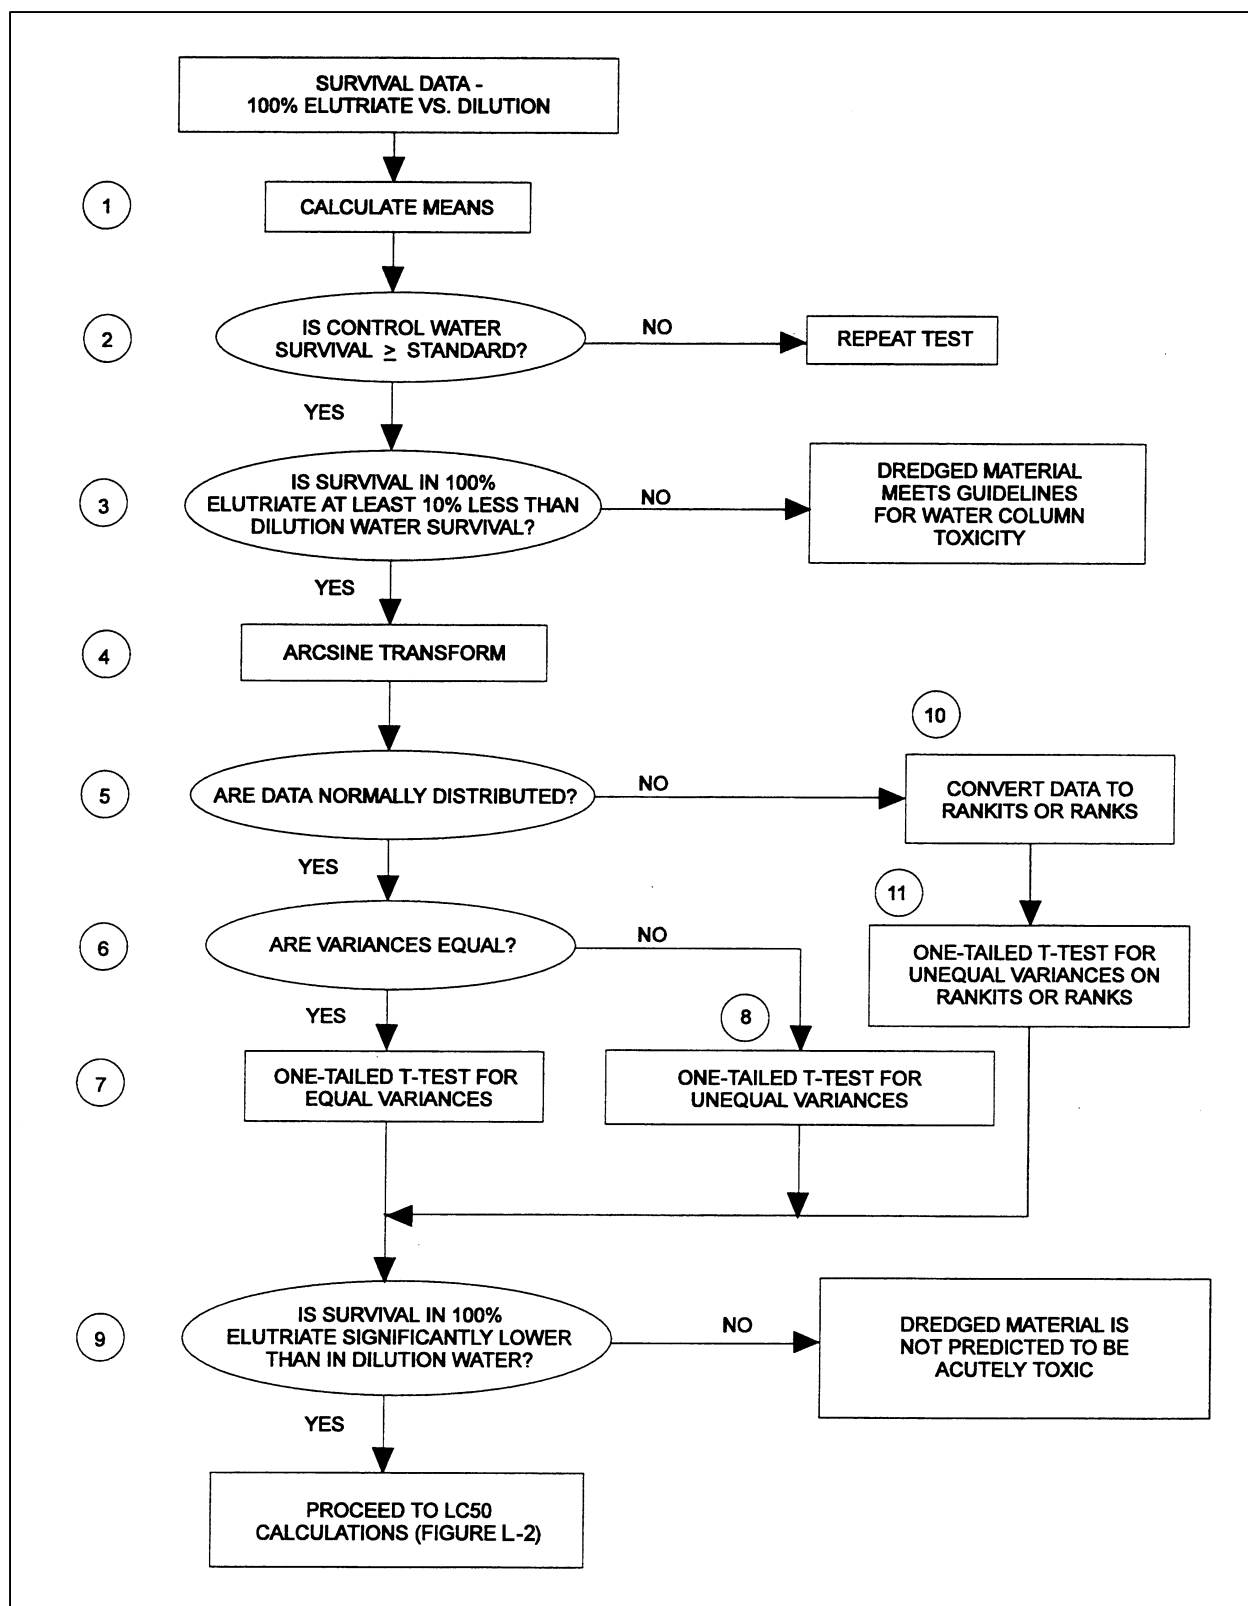 SURVIVAL DATA -
100% ELUTRIATE VS. DILUTION
1
CALCULATE MEANS
2
IS CONTROL WATER
SURVIVAL ≥ STANDARD?
NO
REPEAT TEST
YES
3
IS SURVIVAL IN 100%
ELUTRIATE AT LEAST 10% LESS THAN
DILUTION WATER SURVIVAL?
NO
DREDGED MATERIAL
MEETS GUIDELINES
FOR WATER COLUMN
TOXICITY
YES
4
ARCSINE TRANSFORM
5
ARE DATA NORMALLY DISTRIBUTED?
NO
10
CONVERT DATA TO
RANKITS OR RANKS
YES
11
ONE-TAILED T-TEST FOR
UNEQUAL VARIANCES ON
RANKITS OR RANKS
6
ARE VARIANCES EQUAL?
NO
YES
8
7
ONE-TAILED T-TEST FOR
EQUAL VARIANCES
ONE-TAILED T-TEST FOR
UNEQUAL VARIANCES
9
IS SURVIVAL IN 100%
ELUTRIATE SIGNIFICANTLY LOWER
THAN IN DILUTION WATER?
NO
DREDGED MATERIAL IS
NOT PREDICTED TO BE
ACUTELY TOXIC
YES
PROCEED TO LC50
CALCULATIONS (FIGURE L-2)